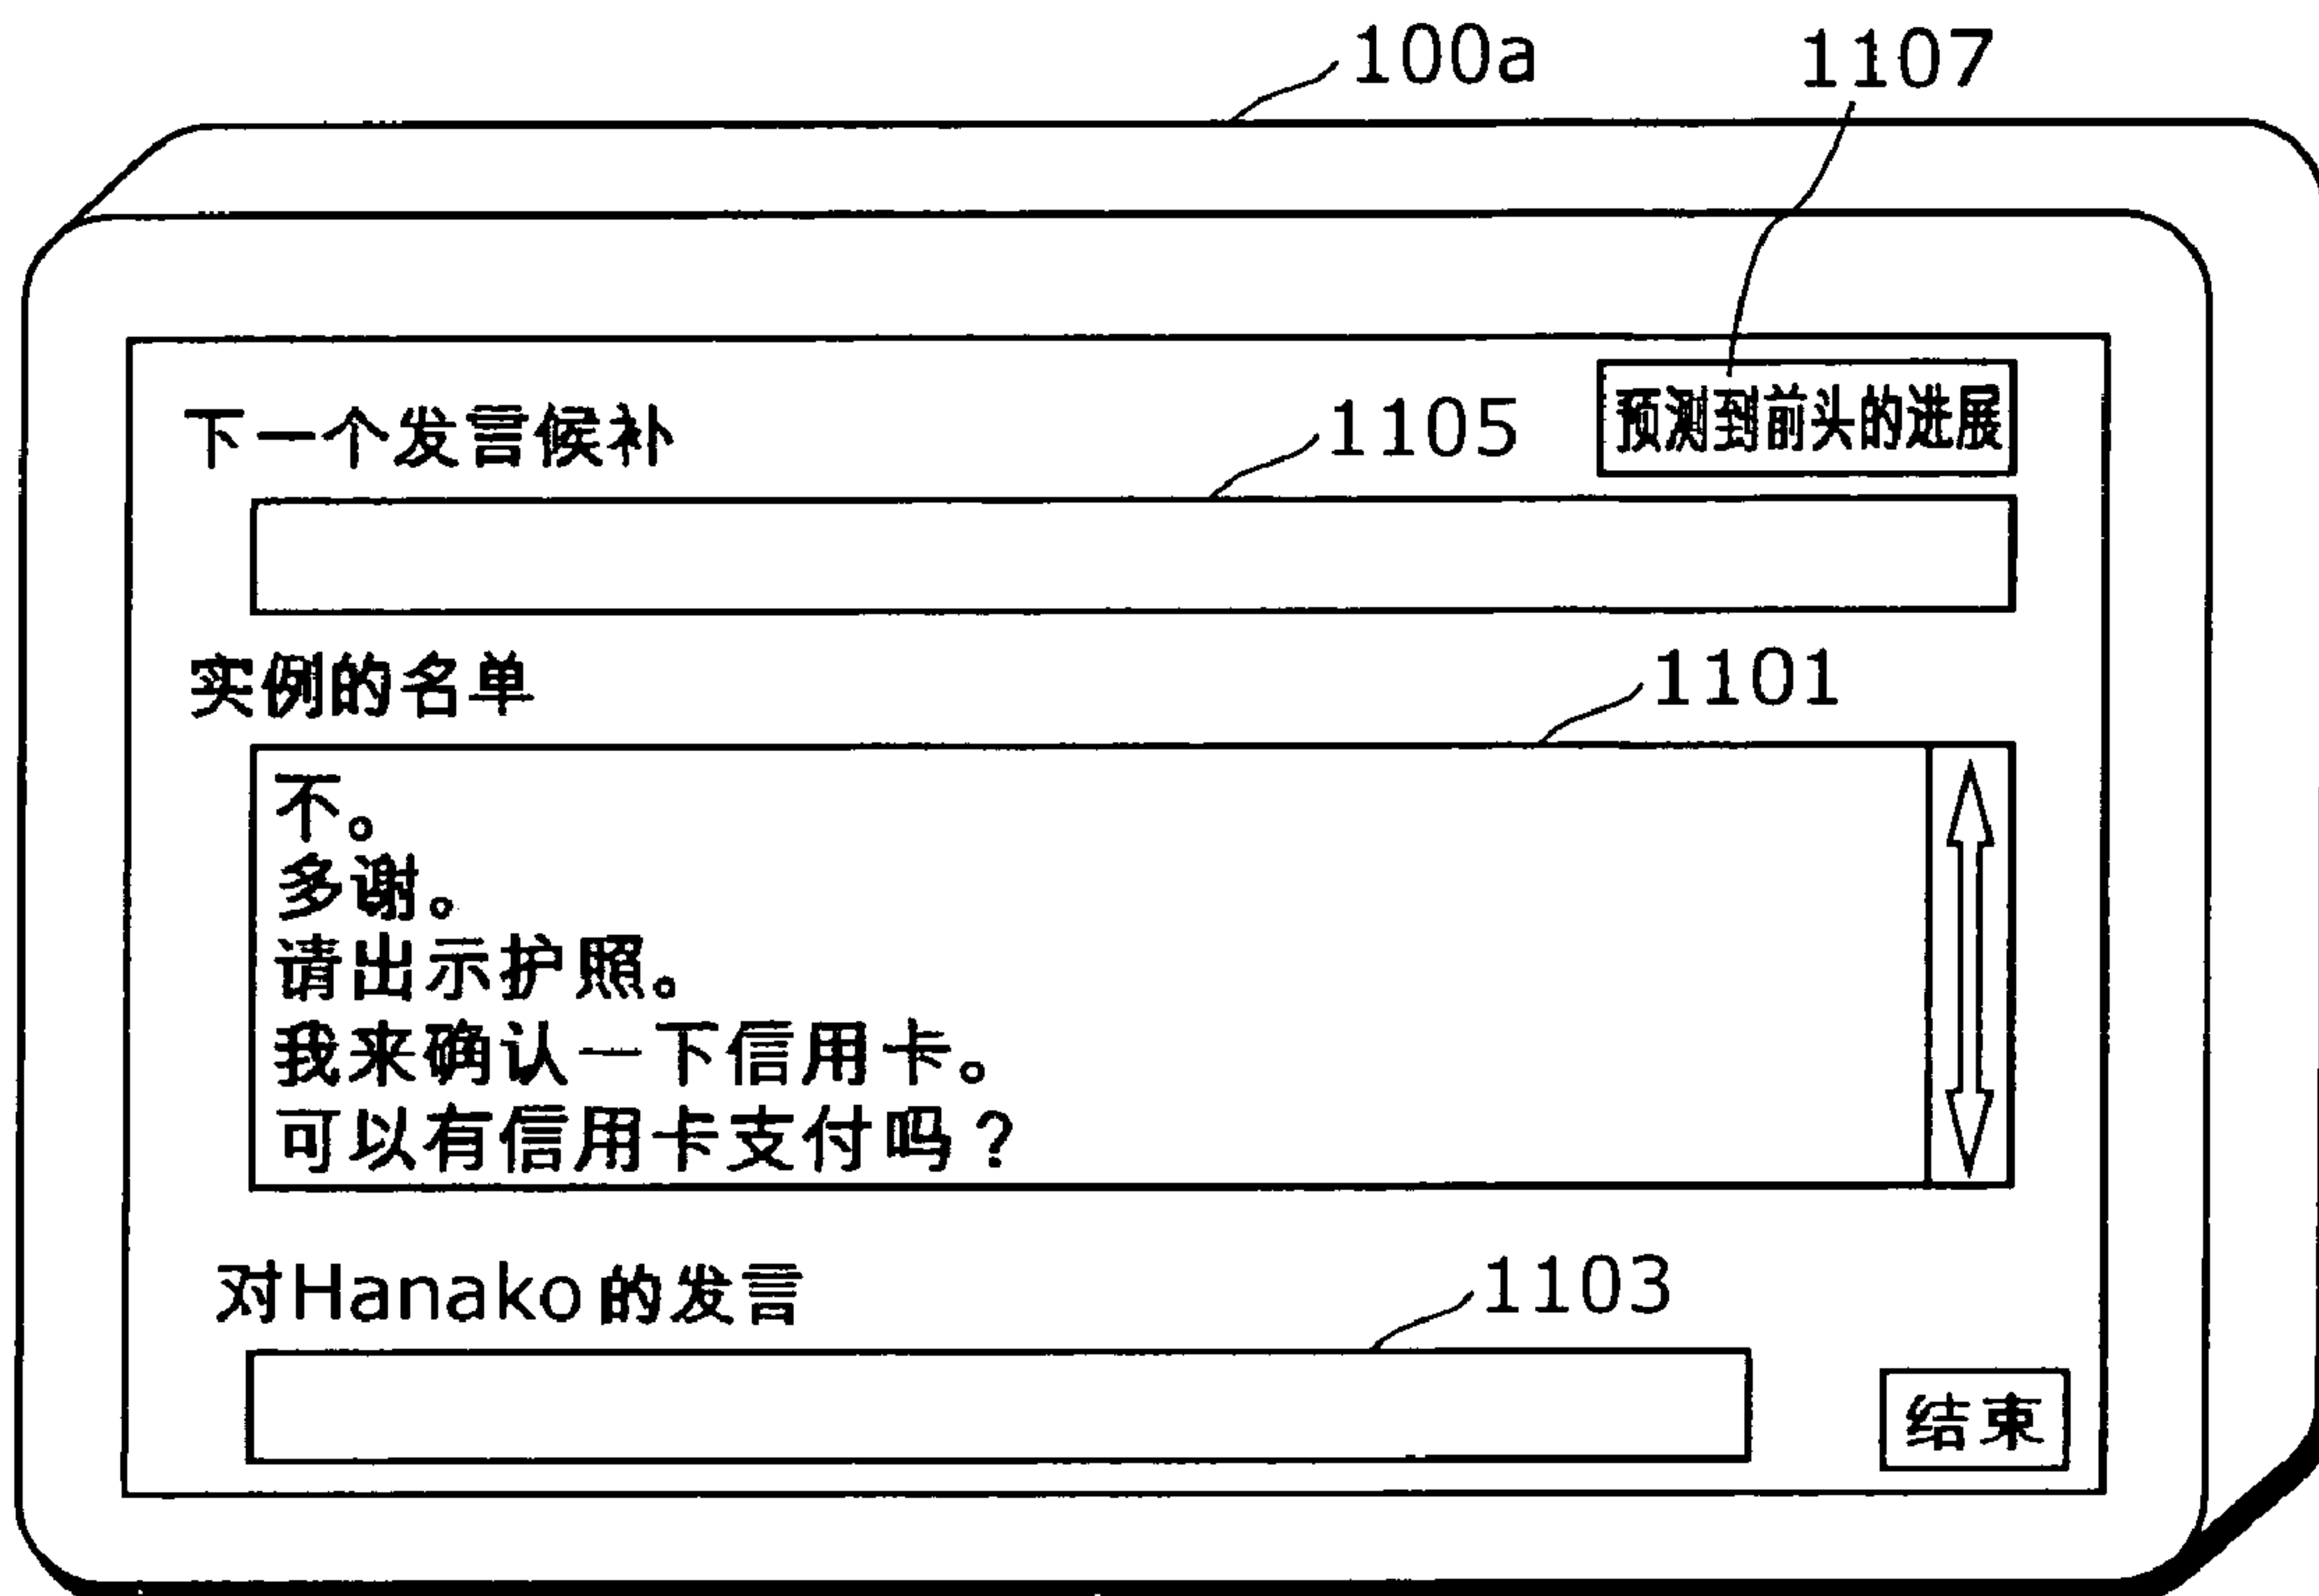 100a
1107
预测到前头的进展
下一个发言候补
1105
实例的名单
1101
不。
多谢。
请出示护照。
我来确认一下信用卡。
可以有信用卡支付吗？
对Hanako的发言
1103
结束